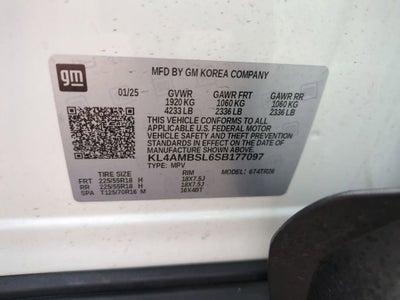 gm
MFD BY GM KOREA COMPANY
01/25 GVWR GAWR FRT GAWR RR
1920 KG 1060 KG 1060 KG
4233 LB 2336 LB 2336 LB
THIS VEHICLE CONFORMS TO ALL
APPLICABLE U.S. FEDERAL MOTOR
VEHICLE SAFETY AND THEFT PREVENTION
STANDARDS IN EFFECT ON THE DATE OF
MANUFACTURE SHOWN ABOVE.
KL4AMBSL6SB177097
TYPE: MPV MODEL: 4TR26
TIRE SIZE RIM
FRT 225/55R18 H 18X7.5J
RR 225/55R18 H 18X7.5J
SPA T125/70R16 M 16X4BT